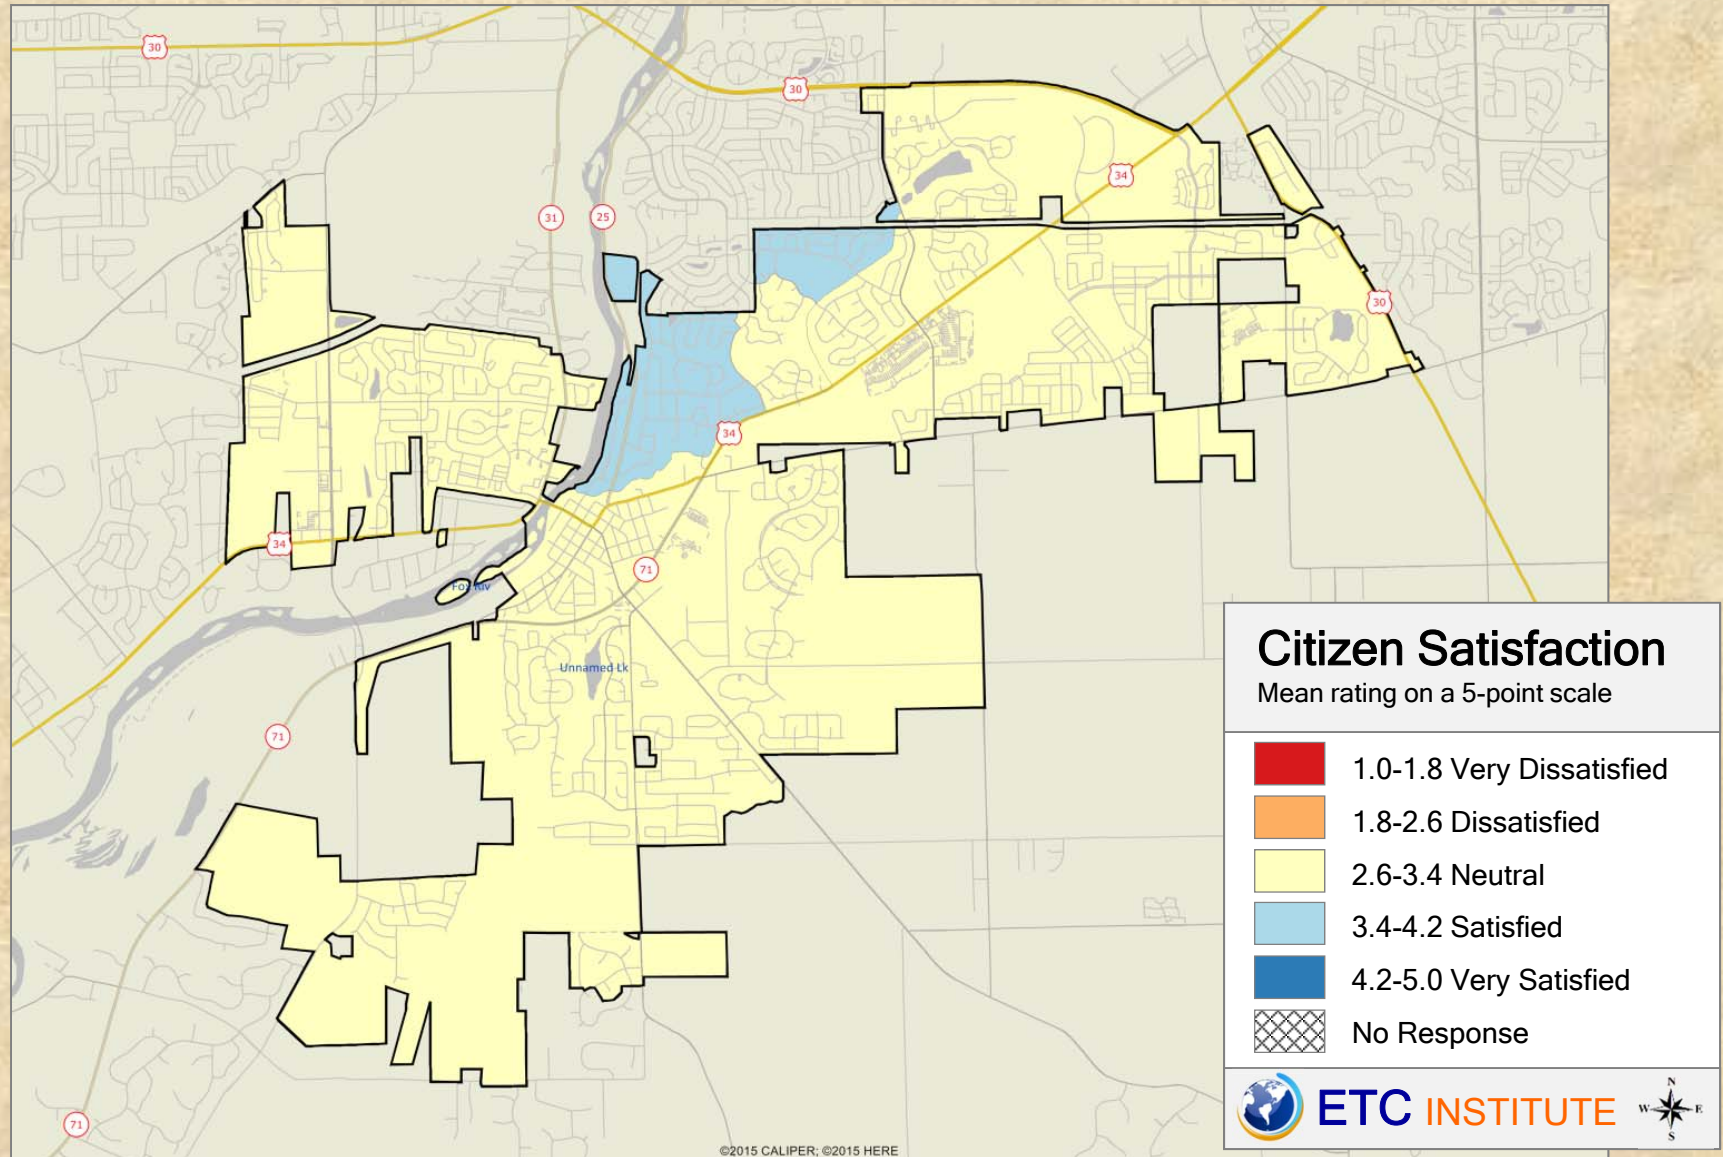 30
30
34
31
25
30
34
34
71
Fox Riv
Unnamed Lk
71
71
©2015 CALIPER; ©2015 HERE
Citizen Satisfaction
Mean rating on a 5-point scale
1.0-1.8 Very Dissatisfied
1.8-2.6 Dissatisfied
2.6-3.4 Neutral
3.4-4.2 Satisfied
4.2-5.0 Very Satisfied
No Response
ETC INSTITUTE
N
W E
S